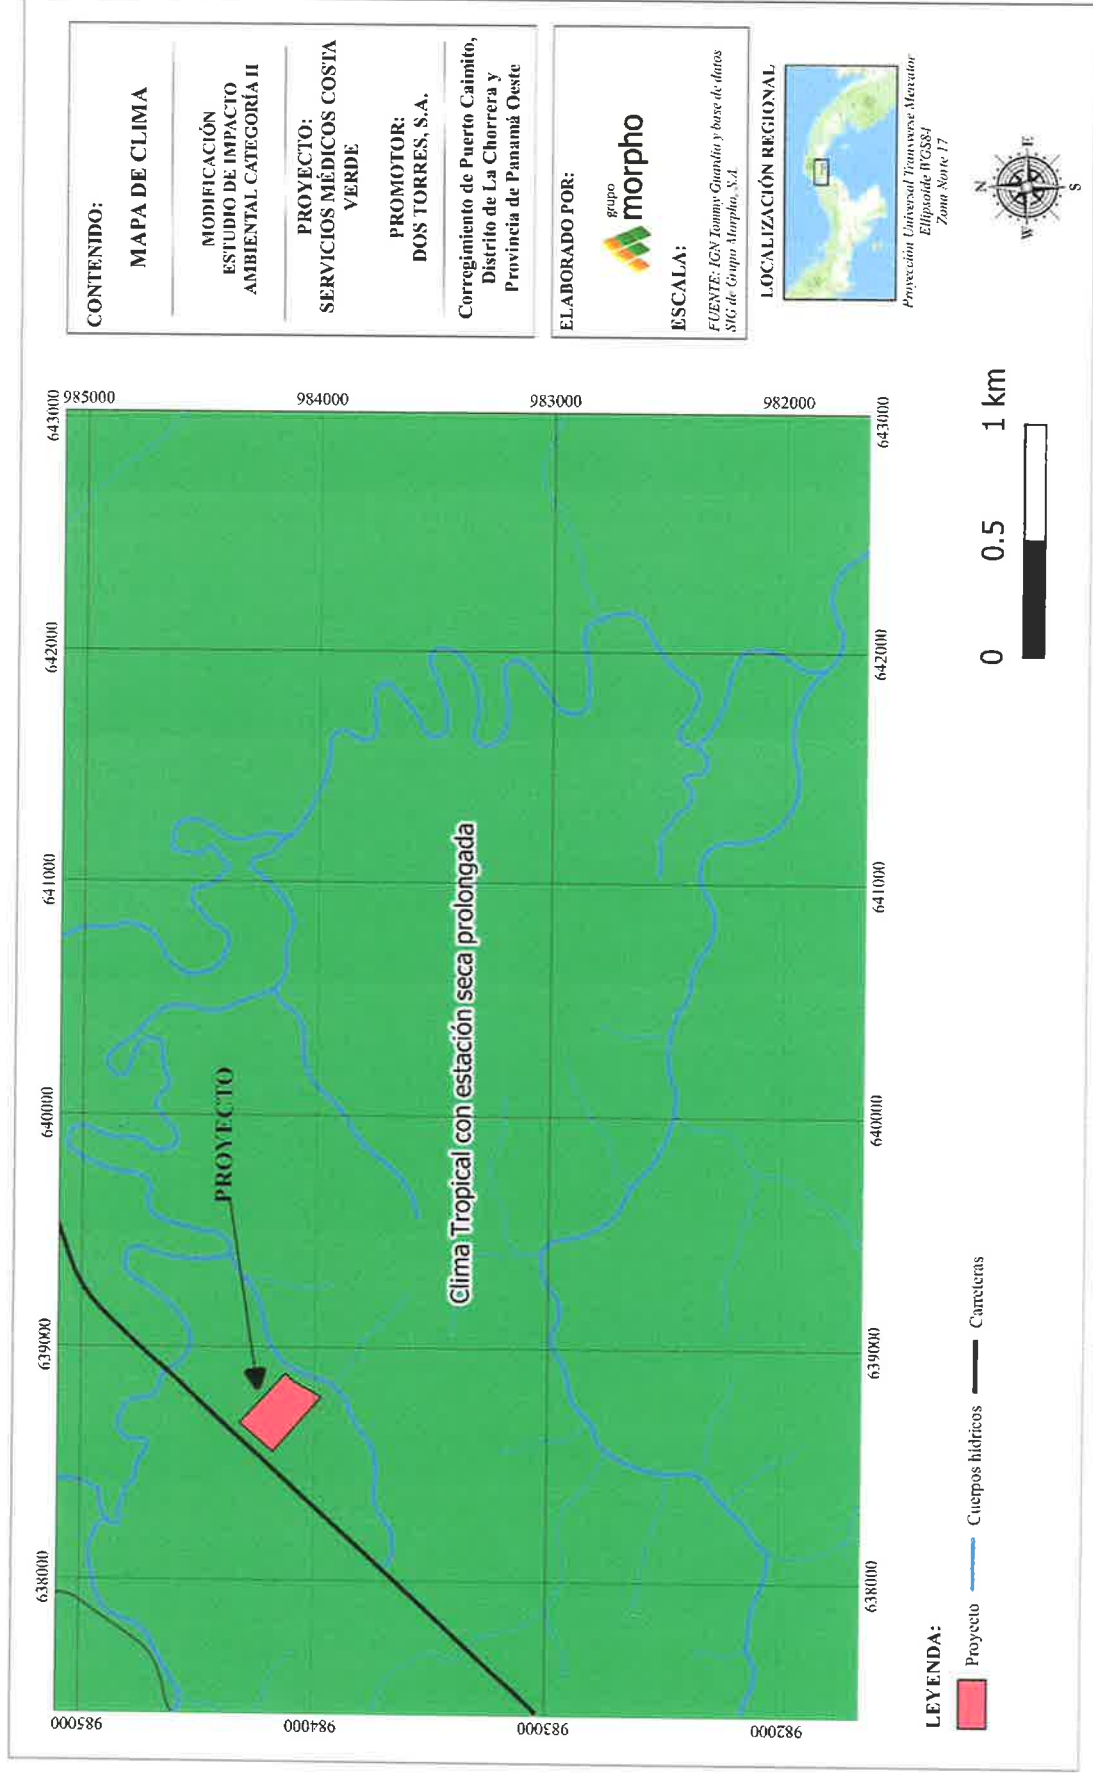 CONTENIDO:
MAPA DE CLIMA
MODIFICACIÓN
ESTUDIO DE IMPACTO
AMBIENTAL CATEGORÍA II
PROYECTO:
SERVICIOS MÉDICOS COSTA
VERDE
PROMOTOR:
DOS TORRES, S.A.
Corregimiento de Puerto Caimito,
Distrito de La Chorrera y
Provincia de Panamá Oeste
ELABORADO POR:
grupo
morpho
ESCALA:
FUENTE: IGN Tommy Guardia y base de datos
SIG de Grupo Morpho, S.A.
LOCALIZACIÓN REGIONAL
Proyección Universal Transverse Mercator
Ellipsoide WGS84
Zona Norte 17
N
W E
S
638000 639000 640000 641000 642000 643000
985000
984000
983000
982000
985000
984000
983000
982000
638000 639000 640000 641000 642000 643000
PROYECTO
Clima Tropical con estación seca prolongada
0 0.5 1 km
LEYENDA:
Proyecto Cuerpos hídricos Carreteras